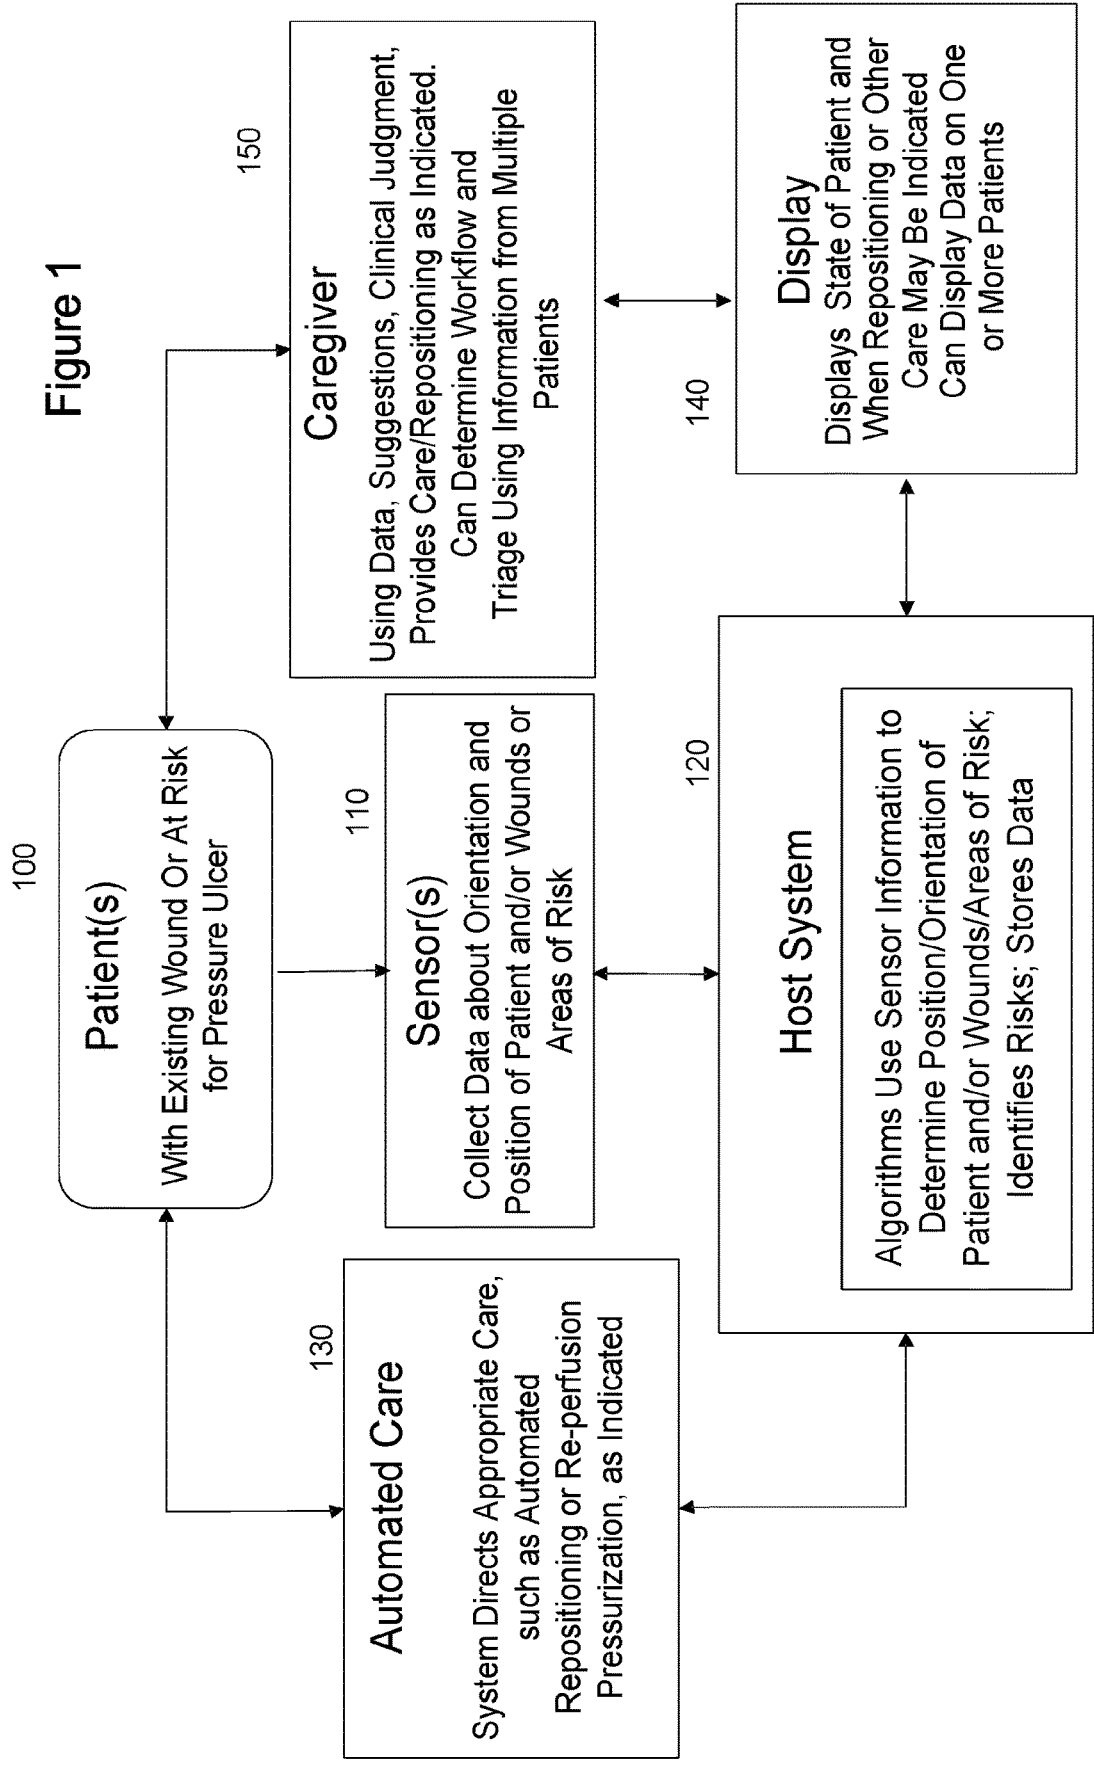 Figure 1
100
Patient(s)
With Existing Wound Or At Risk
for Pressure Ulcer
130
Automated Care
System Directs Appropriate Care,
such as Automated
Repositioning or Re-perfusion
Pressurization, as Indicated
110
Sensor(s)
Collect Data about Orientation and
Position of Patient and/or Wounds or
Areas of Risk
150
Caregiver
Using Data, Suggestions, Clinical Judgment,
Provides Care/Repositioning as Indicated.
Can Determine Workflow and
Triage Using Information from Multiple
Patients
120
Host System
Algorithms Use Sensor Information to
Determine Position/Orientation of
Patient and/or Wounds/Areas of Risk;
Identifies Risks; Stores Data
140
Display
Displays State of Patient and
When Repositioning or Other
Care May Be Indicated
Can Display Data on One
or More Patients